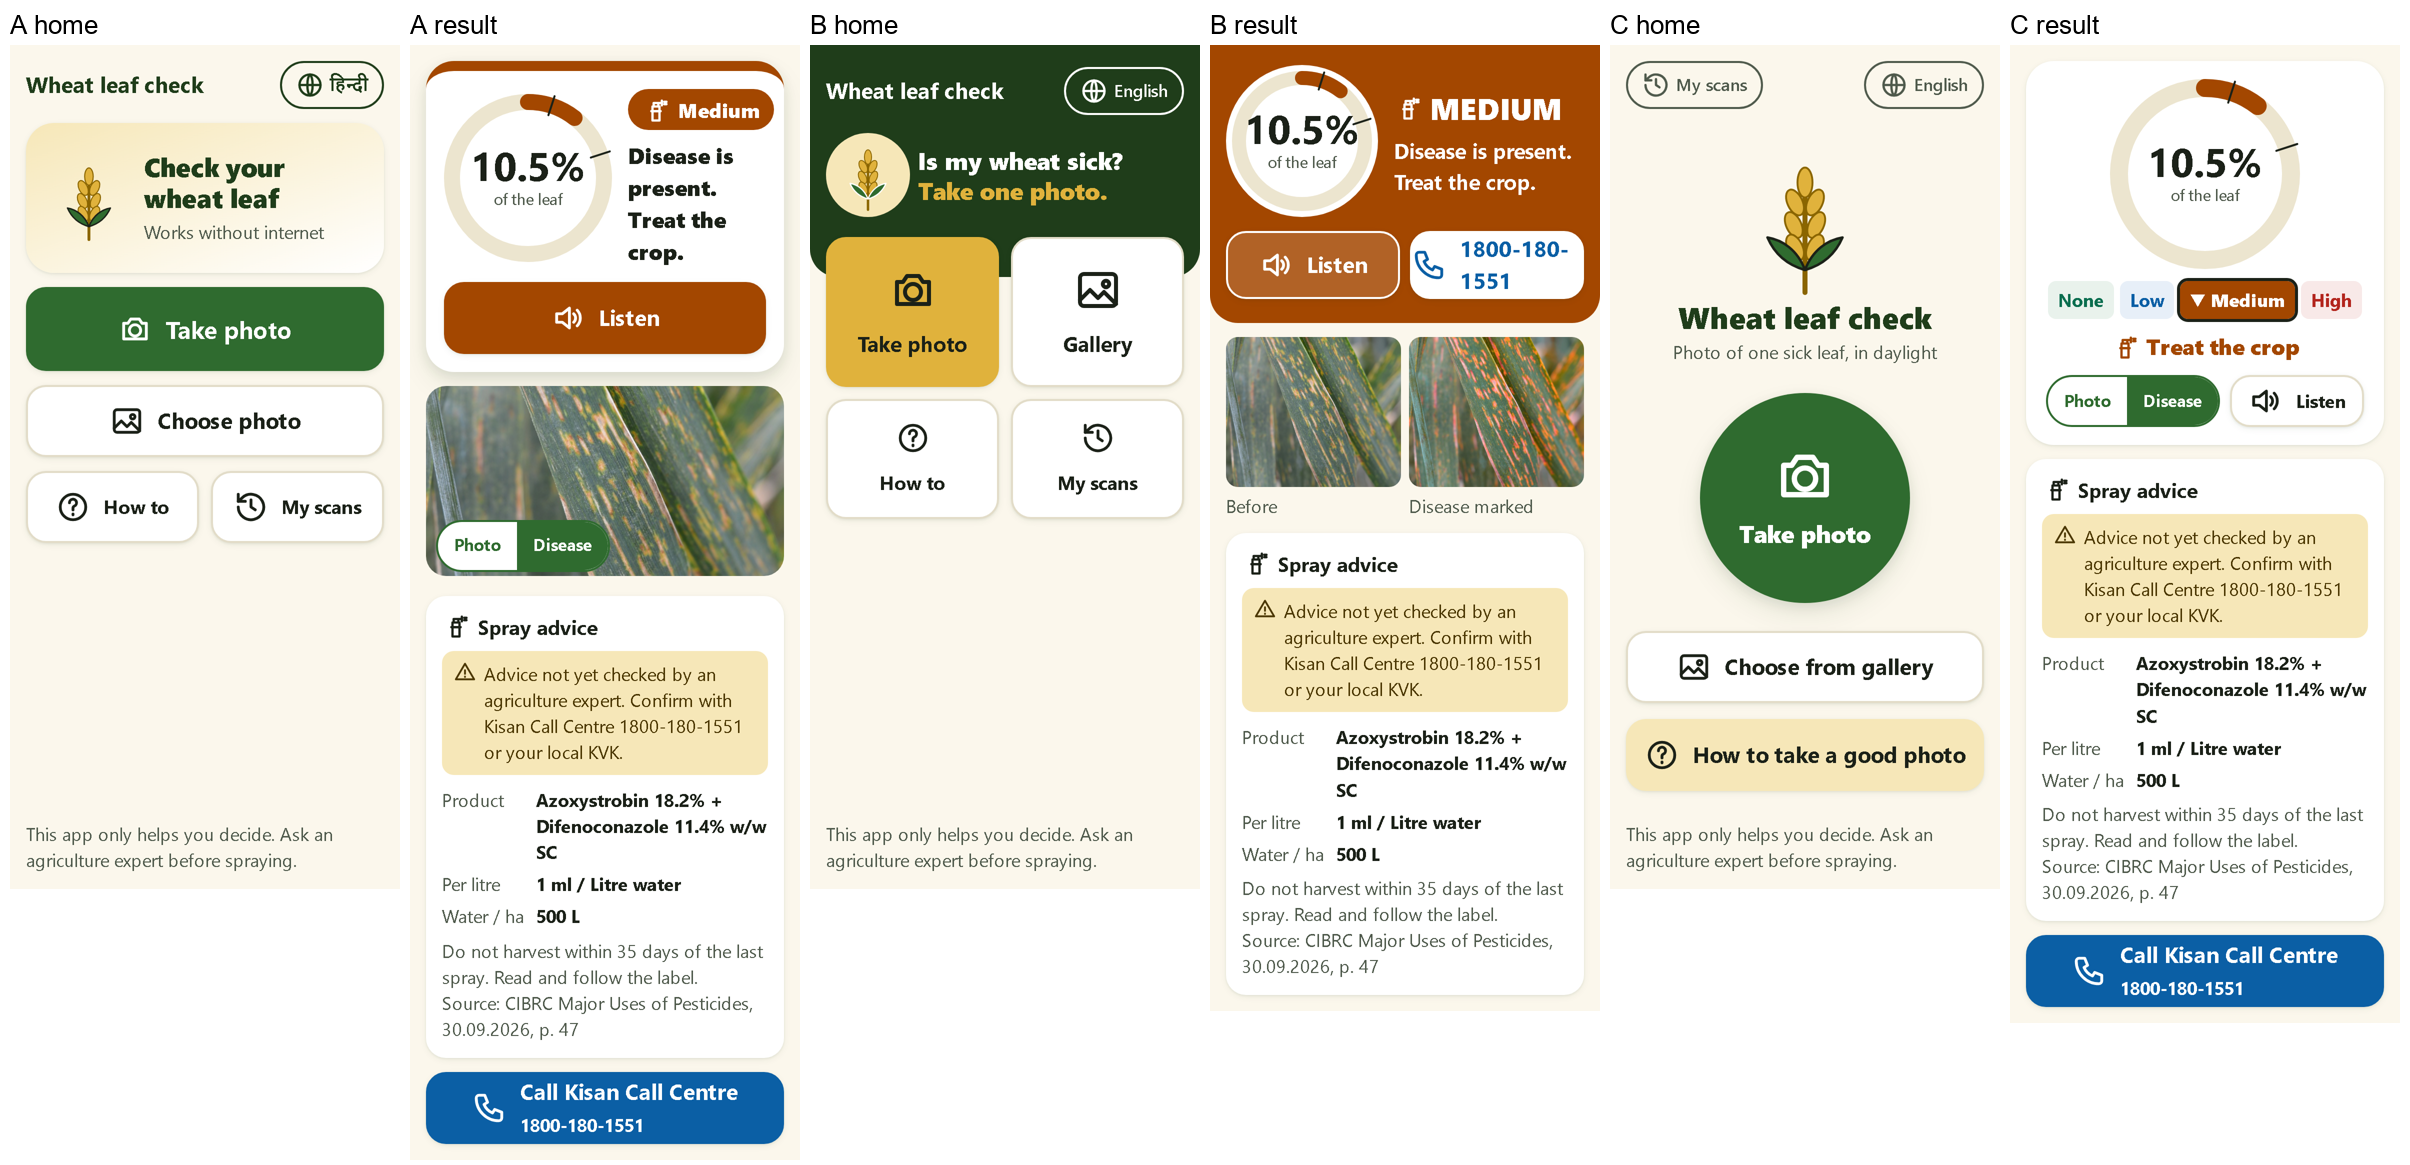 A home
Wheat leaf check
हिन्दी
Check your
wheat leaf
Works without internet
Take photo
Choose photo
How to
My scans
This app only helps you decide. Ask an
agriculture expert before spraying.
A result
10.5%
of the leaf
Medium
Disease is
present.
Treat the
crop.
Listen
Photo
Disease
Spray advice
Advice not yet checked by an
agriculture expert. Confirm with
Kisan Call Centre 1800-180-1551
or your local KVK.
Product
Azoxystrobin 18.2% +
Difenoconazole 11.4% w/w
SC
Per litre
1 ml / Litre water
Water / ha
500 L
Do not harvest within 35 days of the last
spray. Read and follow the label.
Source: CIBRC Major Uses of Pesticides,
30.09.2026, p. 47
Call Kisan Call Centre
1800-180-1551
B home
Wheat leaf check
English
Is my wheat sick?
Take one photo.
Take photo
Gallery
How to
My scans
This app only helps you decide. Ask an
agriculture expert before spraying.
B result
10.5%
of the leaf
MEDIUM
Disease is present.
Treat the crop.
Listen
1800-180-
1551
Before
Disease marked
Spray advice
Advice not yet checked by an
agriculture expert. Confirm with
Kisan Call Centre 1800-180-1551
or your local KVK.
Product
Azoxystrobin 18.2% +
Difenoconazole 11.4% w/w
SC
Per litre
1 ml / Litre water
Water / ha
500 L
Do not harvest within 35 days of the last
spray. Read and follow the label.
Source: CIBRC Major Uses of Pesticides,
30.09.2026, p. 47
C home
My scans
English
Wheat leaf check
Photo of one sick leaf, in daylight
Take photo
Choose from gallery
How to take a good photo
This app only helps you decide. Ask an
agriculture expert before spraying.
C result
10.5%
of the leaf
None
Low
▼ Medium
High
Treat the crop
Photo
Disease
Listen
Spray advice
Advice not yet checked by an
agriculture expert. Confirm with
Kisan Call Centre 1800-180-1551
or your local KVK.
Product
Azoxystrobin 18.2% +
Difenoconazole 11.4% w/w
SC
Per litre
1 ml / Litre water
Water / ha
500 L
Do not harvest within 35 days of the last
spray. Read and follow the label.
Source: CIBRC Major Uses of Pesticides,
30.09.2026, p. 47
Call Kisan Call Centre
1800-180-1551